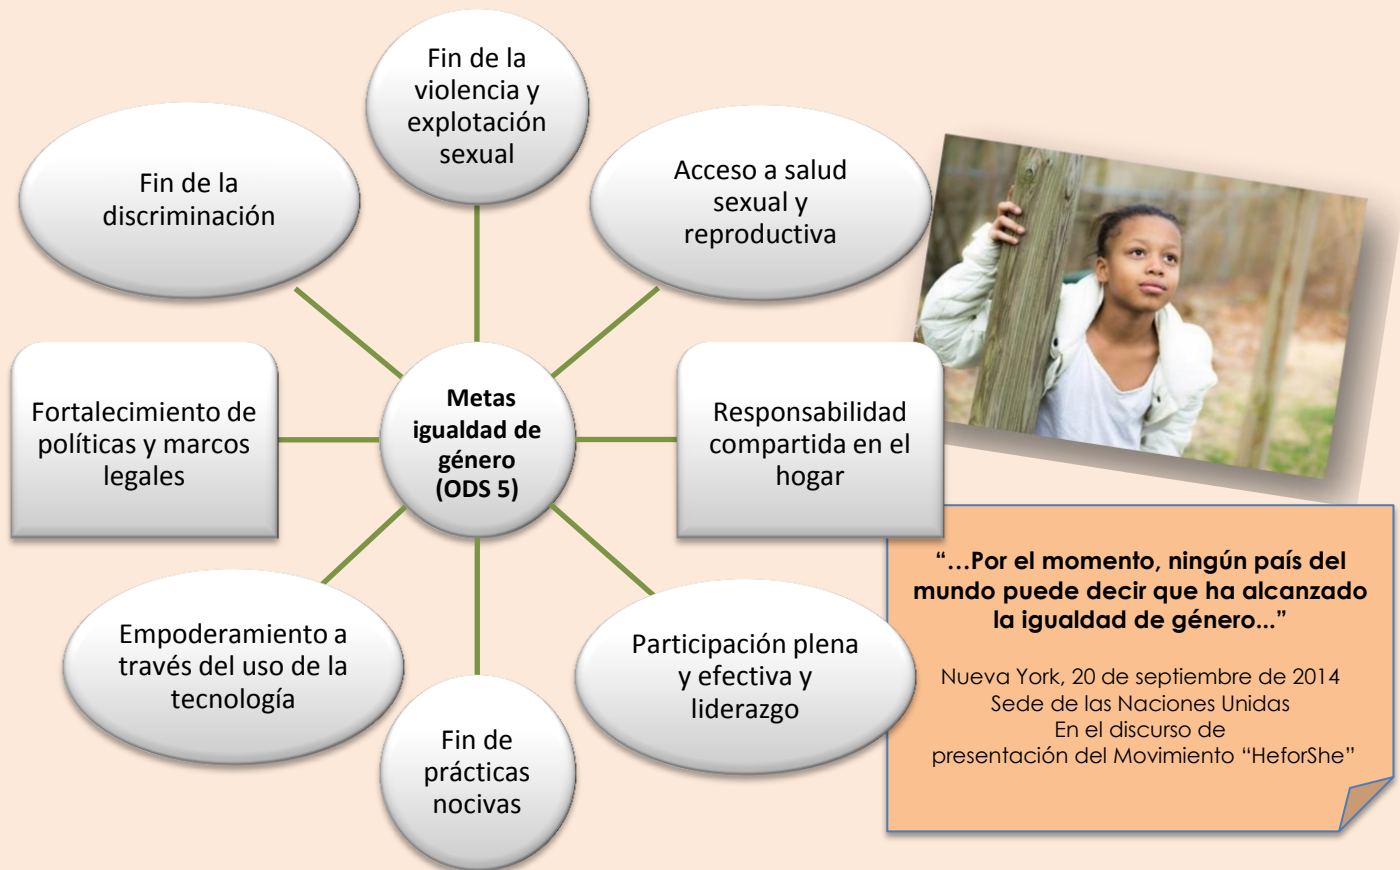 Fin de la
violencia y
explotación
sexual
Fin de la
discriminación
Acceso a salud
sexual y
reproductiva
Fortalecimiento de
políticas y marcos
legales
Metas
igualdad de
género
(ODS 5)
Responsabilidad
compartida en el
hogar
Empoderamiento a
través del uso de la
tecnología
Fin de
prácticas
nocivas
Participación plena
y efectiva y
liderazgo
“...Por el momento, ningún país del
mundo puede decir que ha alcanzado
la igualdad de género...”
Nueva York, 20 de septiembre de 2014
Sede de las Naciones Unidas
En el discurso de
presentación del Movimiento “HeforShe”